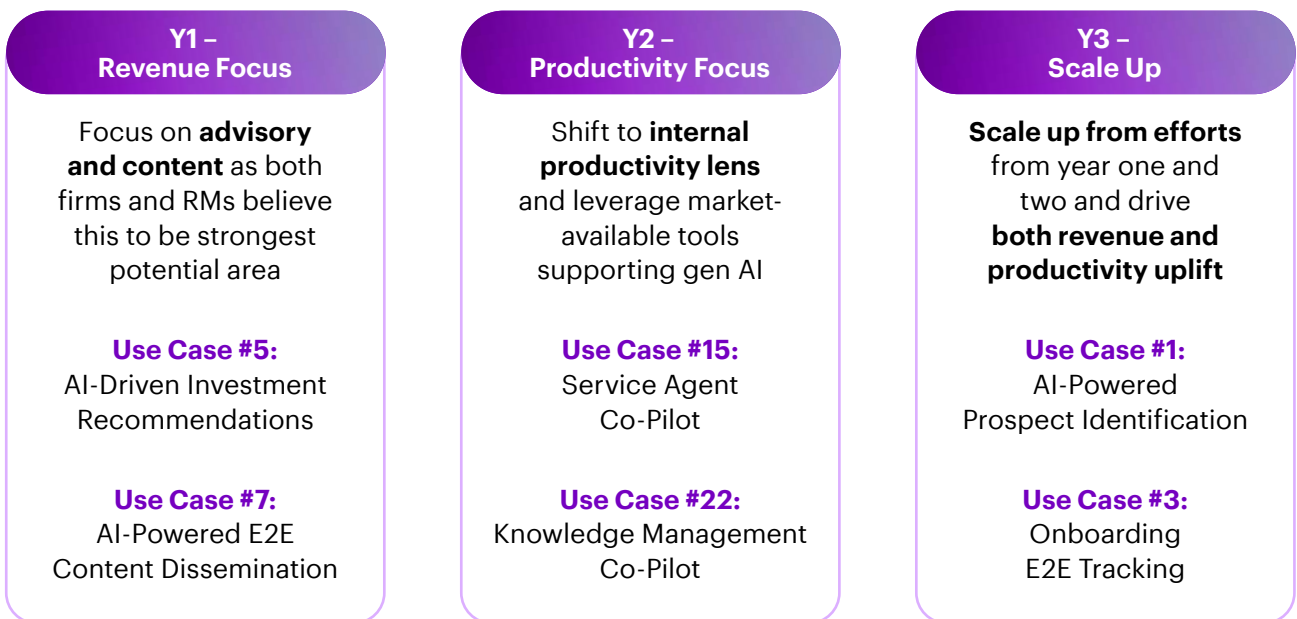 Y1 –
Revenue Focus
Focus on advisory
and content as both
firms and RMs believe
this to be strongest
potential area
Use Case #5:
AI-Driven Investment
Recommendations
Use Case #7:
AI-Powered E2E
Content Dissemination
Y2 –
Productivity Focus
Shift to internal
productivity lens
and leverage market-
available tools
supporting gen AI
Use Case #15:
Service Agent
Co-Pilot
Use Case #22:
Knowledge Management
Co-Pilot
Y3 –
Scale Up
Scale up from efforts
from year one and
two and drive
both revenue and
productivity uplift
Use Case #1:
AI-Powered
Prospect Identification
Use Case #3:
Onboarding
E2E Tracking